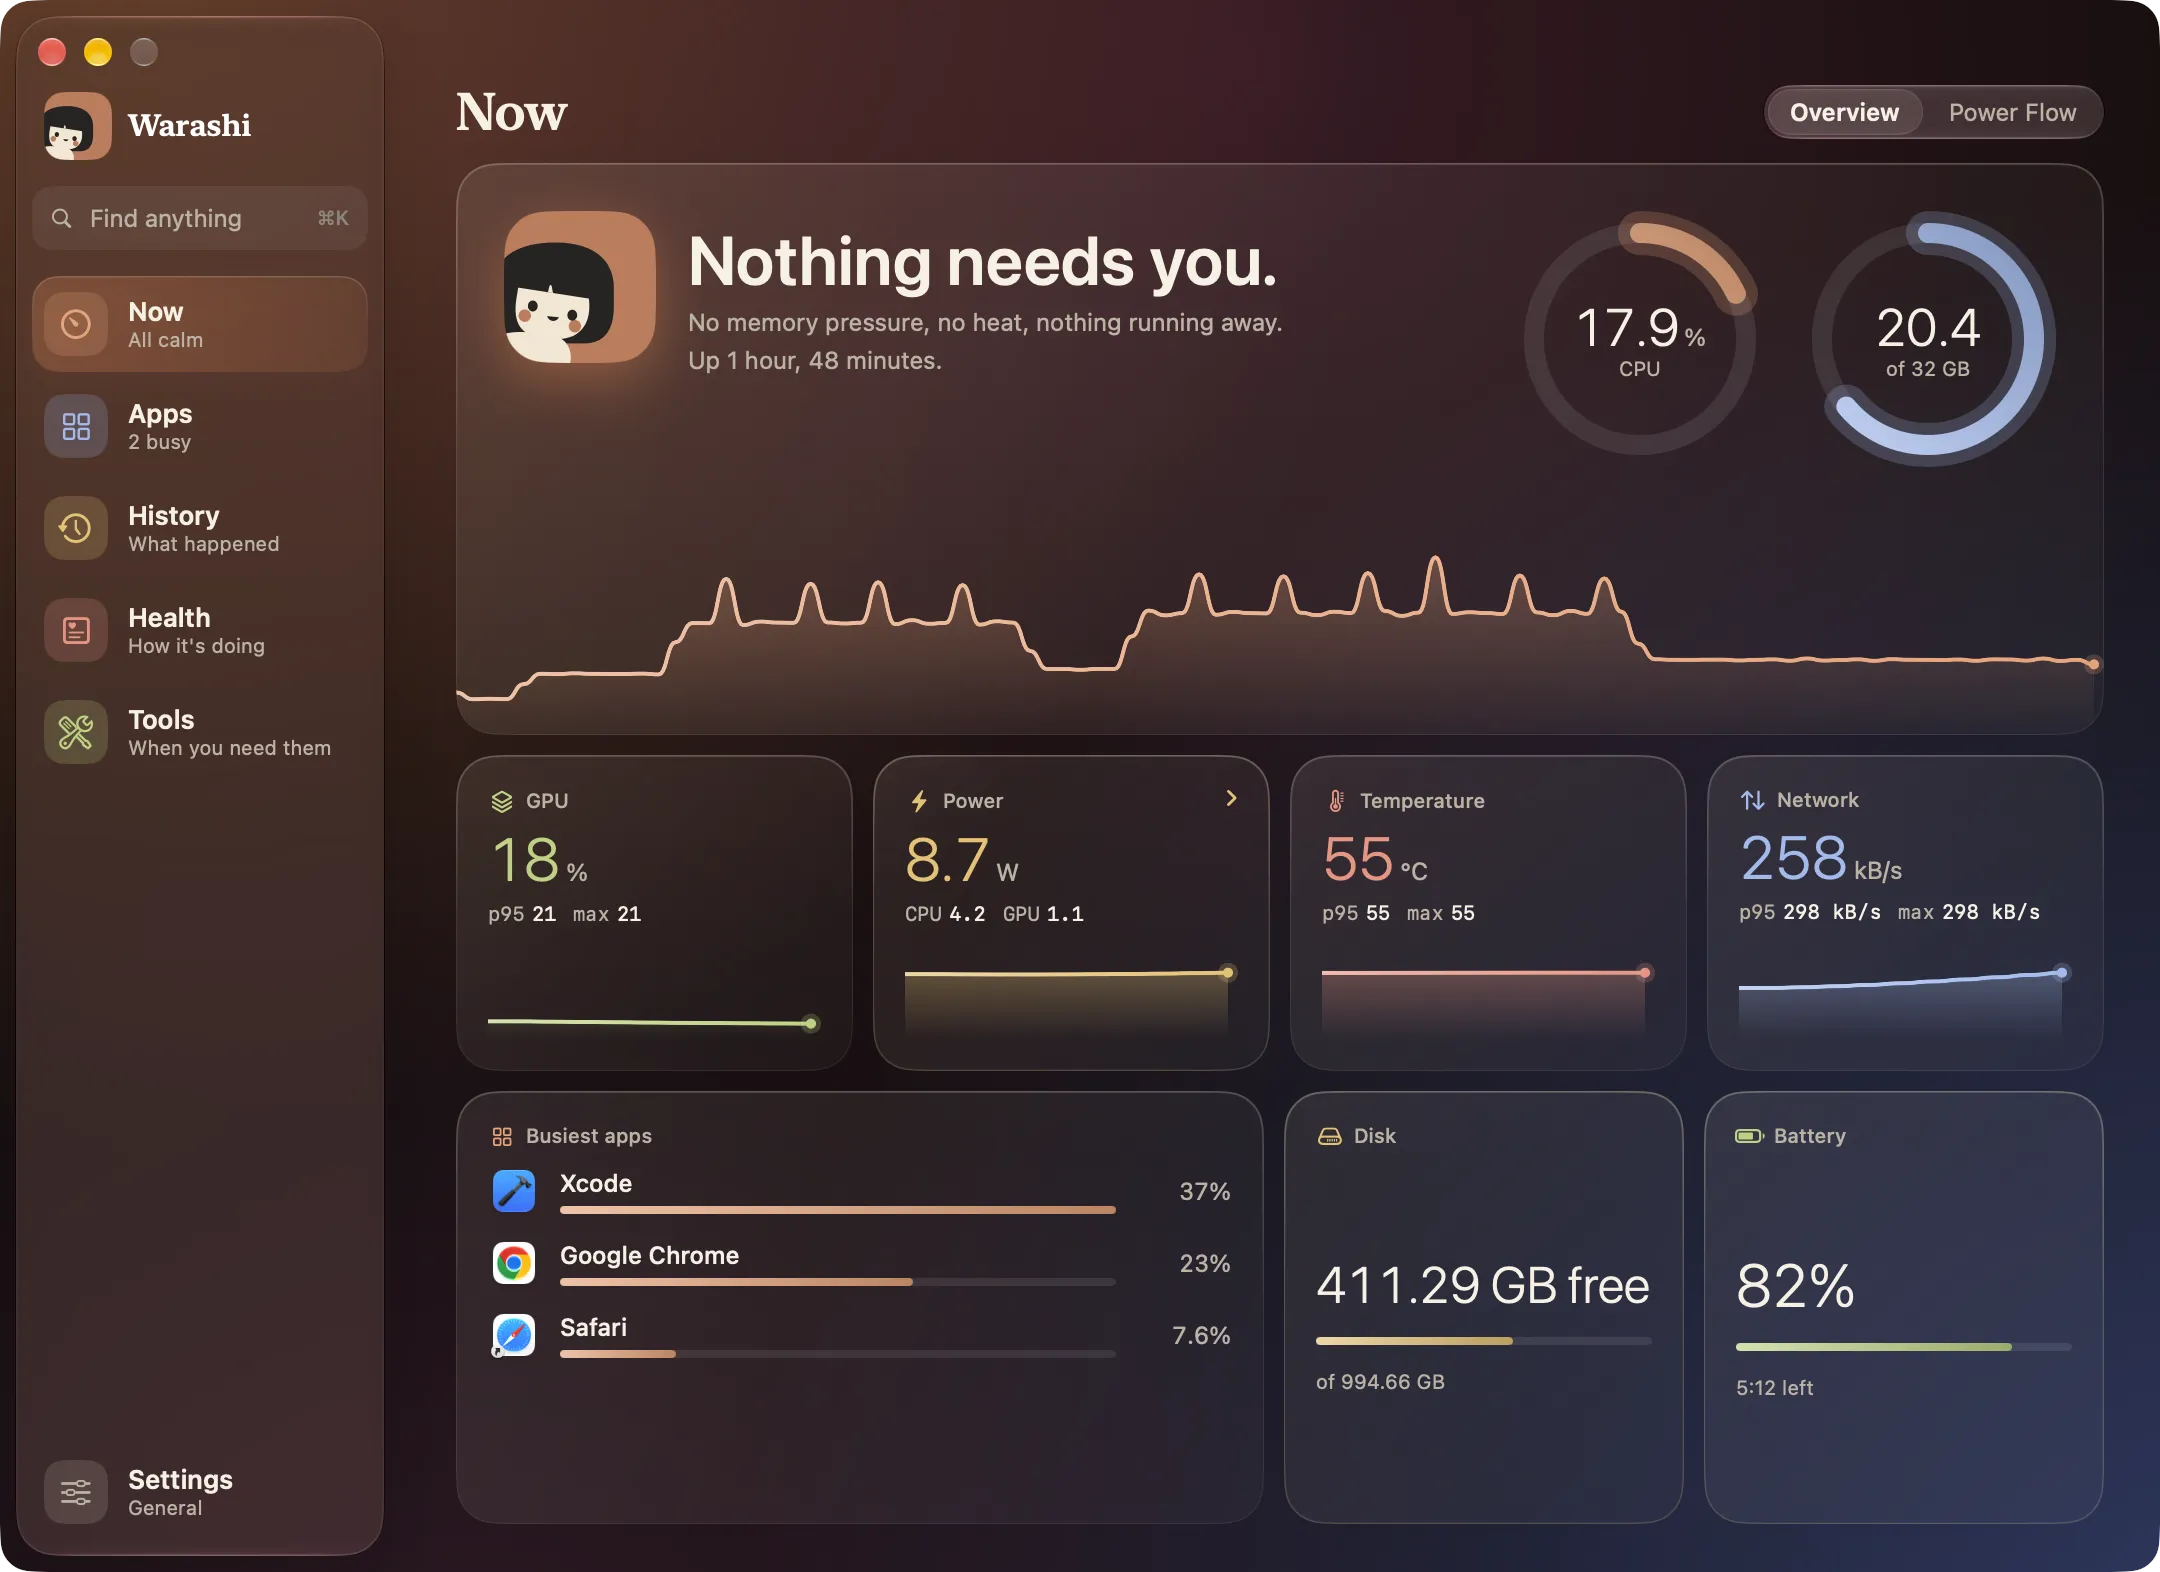 Warashi
Find anything ⌘K
Now
All calm
Apps
2 busy
History
What happened
Health
How it's doing
Tools
When you need them
Settings
General
Now
Overview Power Flow
Nothing needs you.
No memory pressure, no heat, nothing running away.
Up 1 hour, 48 minutes.
17.9%
CPU
20.4
of 32 GB
GPU
18%
p95 21 max 21
Power
8.7 W
CPU 4.2 GPU 1.1
Temperature
55 °C
p95 55 max 55
Network
258 kB/s
p95 298 kB/s max 298 kB/s
Busiest apps
Xcode 37%
Google Chrome 23%
Safari 7.6%
Disk
411.29 GB free
of 994.66 GB
Battery
82%
5:12 left